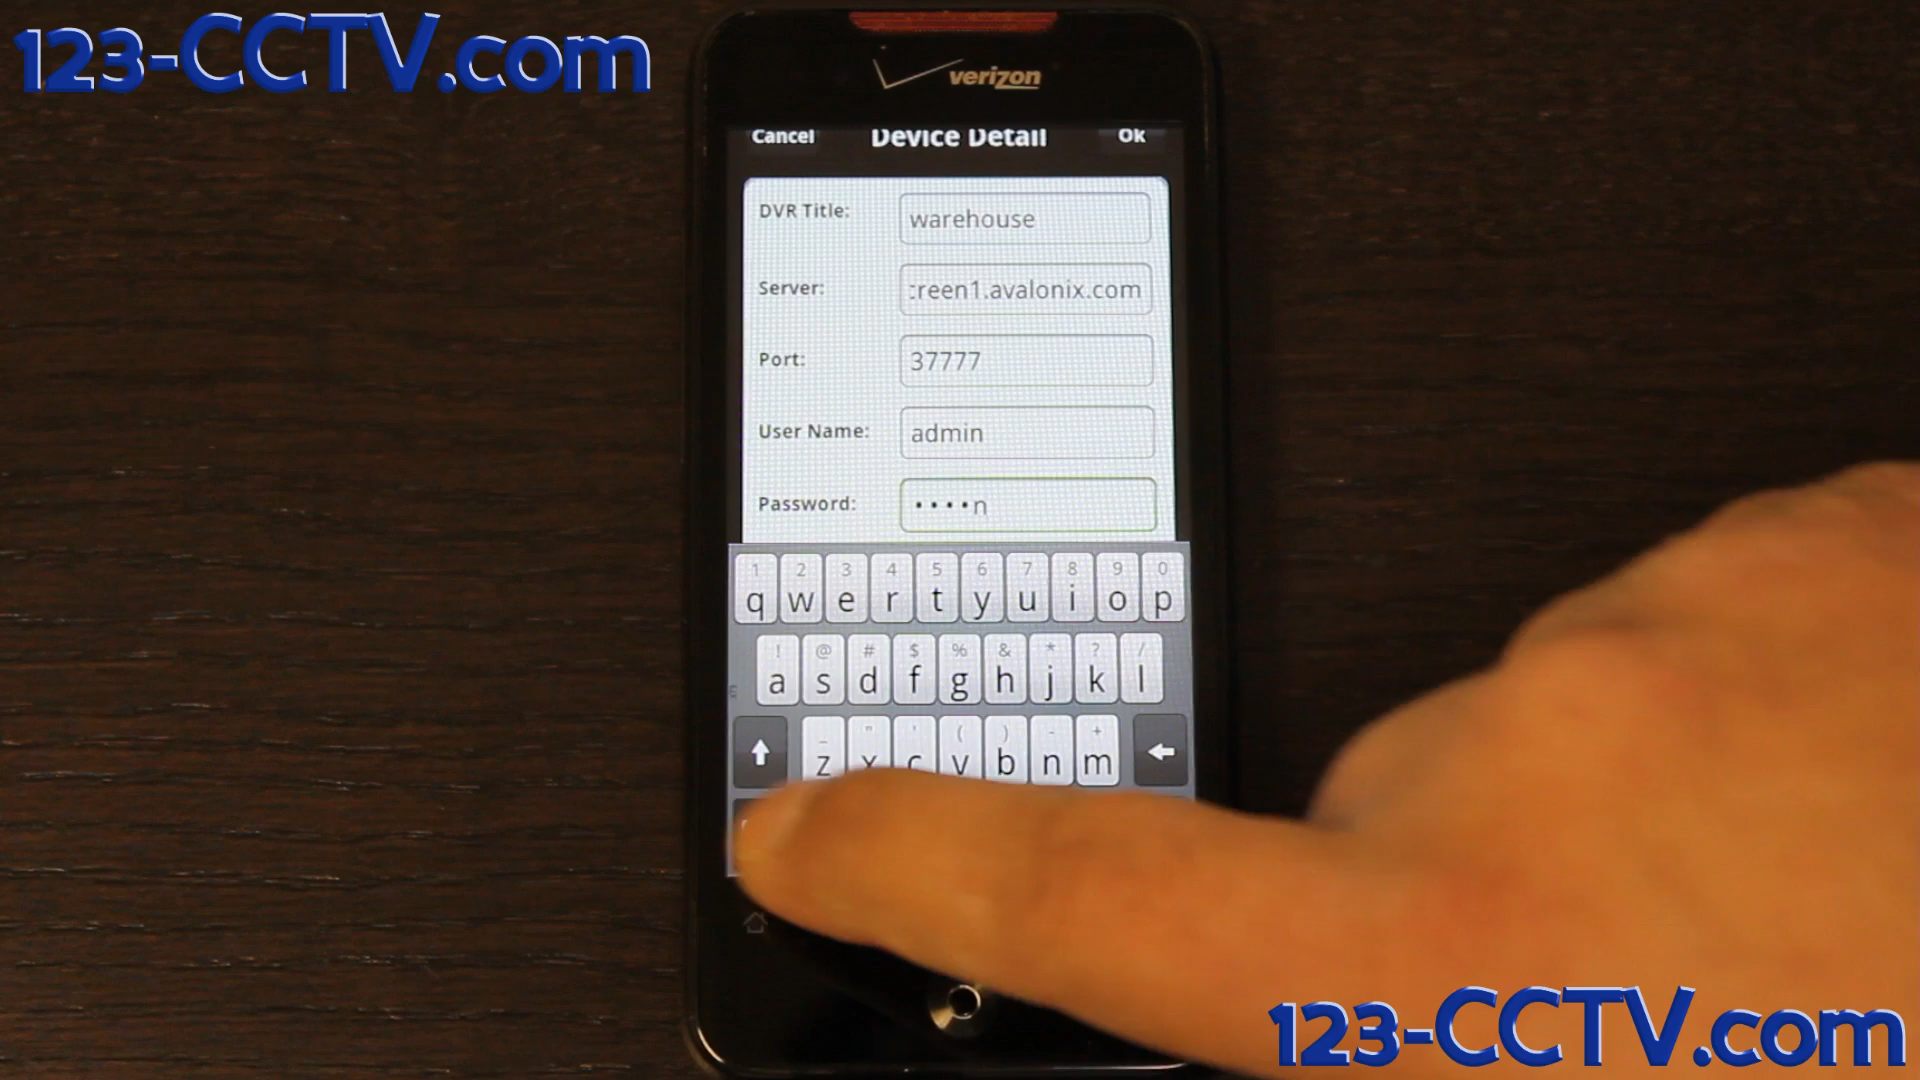 123-CCTV.com
verizon
Cancel Device Detail Ok
DVR Title: warehouse
Server: reen1.avalonix.com
Port: 37777
User Name: admin
Password: ••••n
1 2 3 4 5 6 7 8 9 0
q w e r t y u i o p
! @ # $ % & * ? /
a s d f g h j k l
_ " ' ( ) - +
z x c v b n m
123-CCTV.com